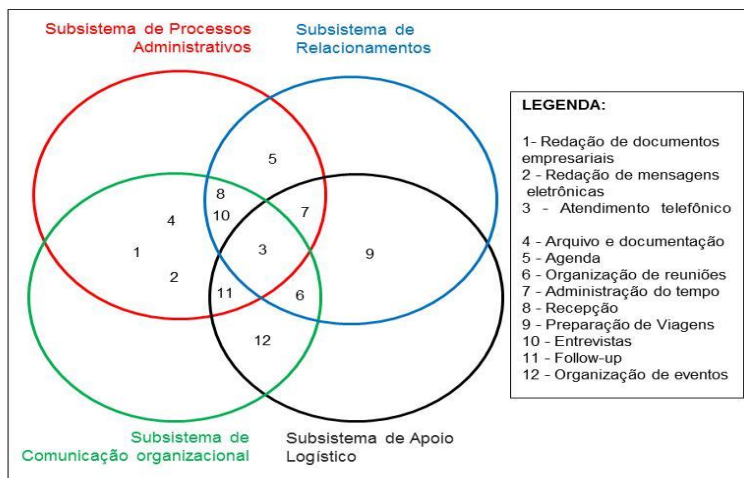 Subsistema de Processos
Administrativos
Subsistema de
Relacionamentos
5
8
10
7
4
1
2
3
9
11
6
12
Subsistema de
Comunicação organizacional
Subsistema de Apoio
Logístico
LEGENDA:
1- Redação de documentos
empresariais
2 - Redação de mensagens
eletrônicas
3 - Atendimento telefônico
4 - Arquivo e documentação
5 - Agenda
6 - Organização de reuniões
7 - Administração do tempo
8 - Recepção
9 - Preparação de Viagens
10 - Entrevistas
11 - Follow-up
12 - Organização de eventos